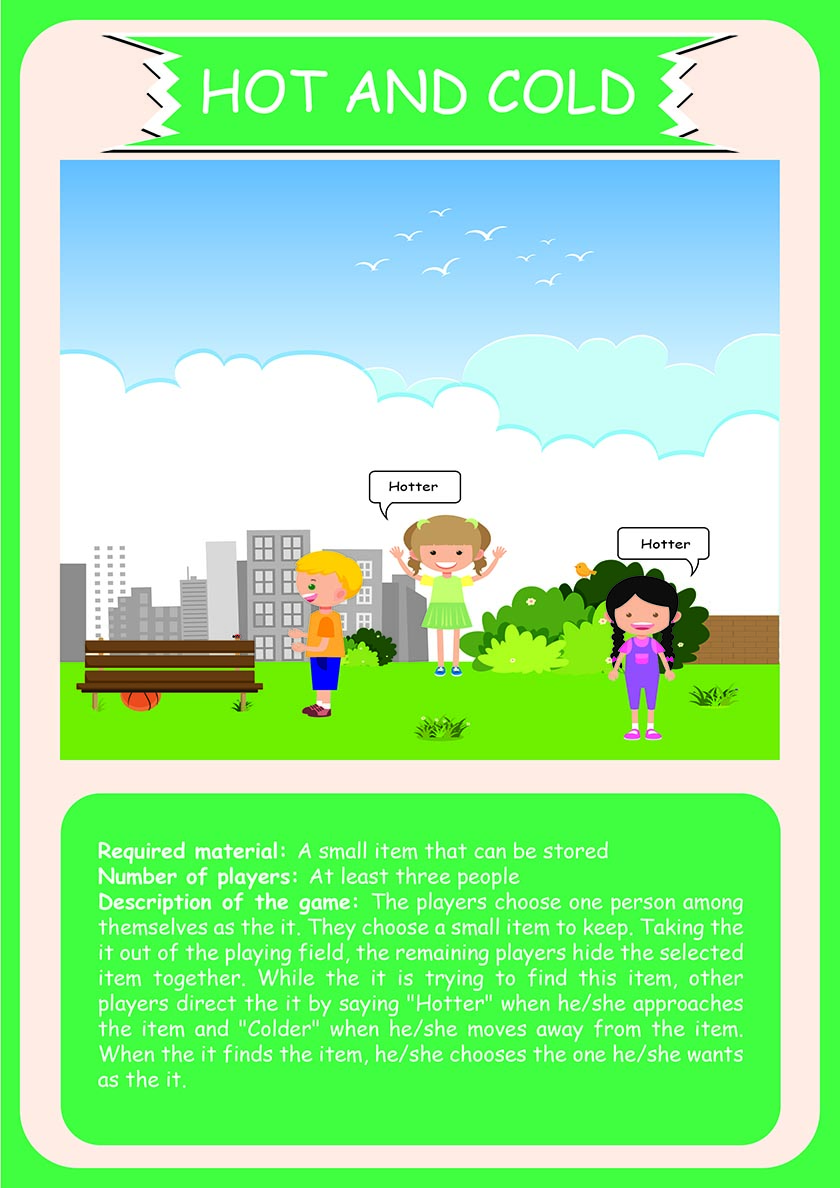 HOT AND COLD
Hotter
Hotter
Required material: A small item that can be stored
Number of players: At least three people
Description of the game: The players choose one person among
themselves as the it. They choose a small item to keep. Taking the
it out of the playing field, the remaining players hide the selected
item together. While the it is trying to find this item, other
players direct the it by saying "Hotter" when he/she approaches
the item and "Colder" when he/she moves away from the item.
When the it finds the item, he/she chooses the one he/she wants
as the it.